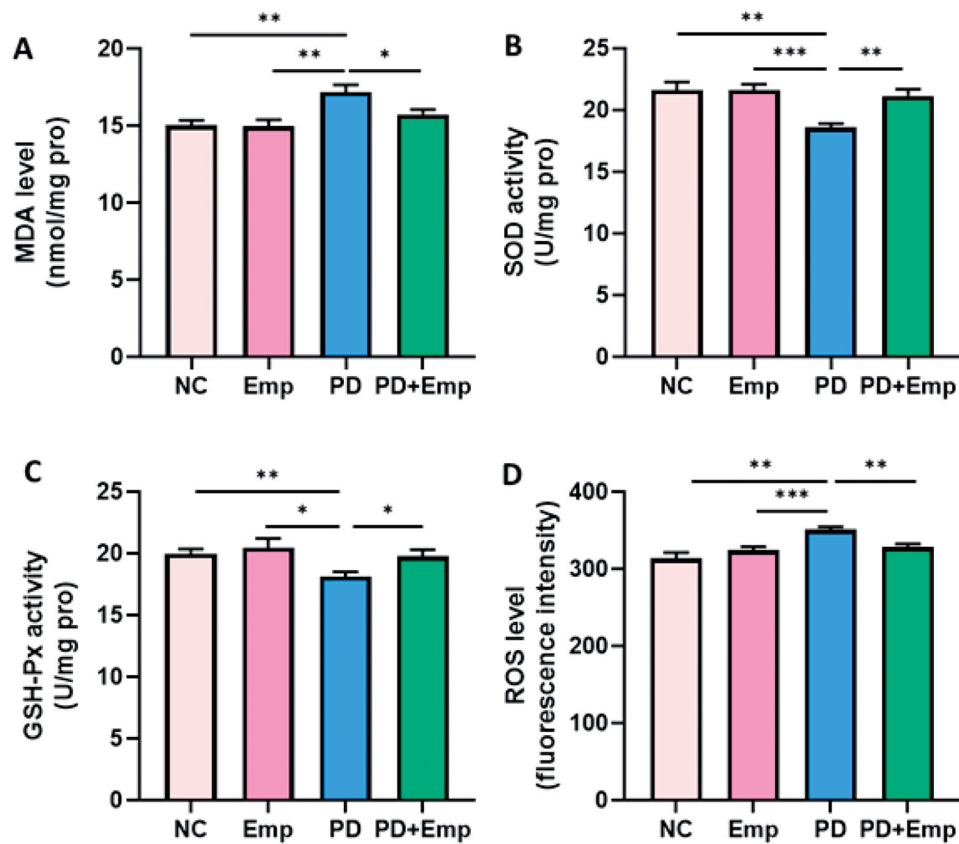 A
MDA level
(nmol/mg pro)
20
15
10
5
0
**
**
*
NC Emp PD PD+Emp
B
SOD activity
(U/mg pro)
25
20
15
10
5
0
**
***
**
NC Emp PD PD+Emp
C
GSH-Px activity
(U/mg pro)
25
20
15
10
5
0
**
*
*
NC Emp PD PD+Emp
D
ROS level
(fluorescence intensity)
400
300
200
100
0
**
**
***
NC Emp PD PD+Emp